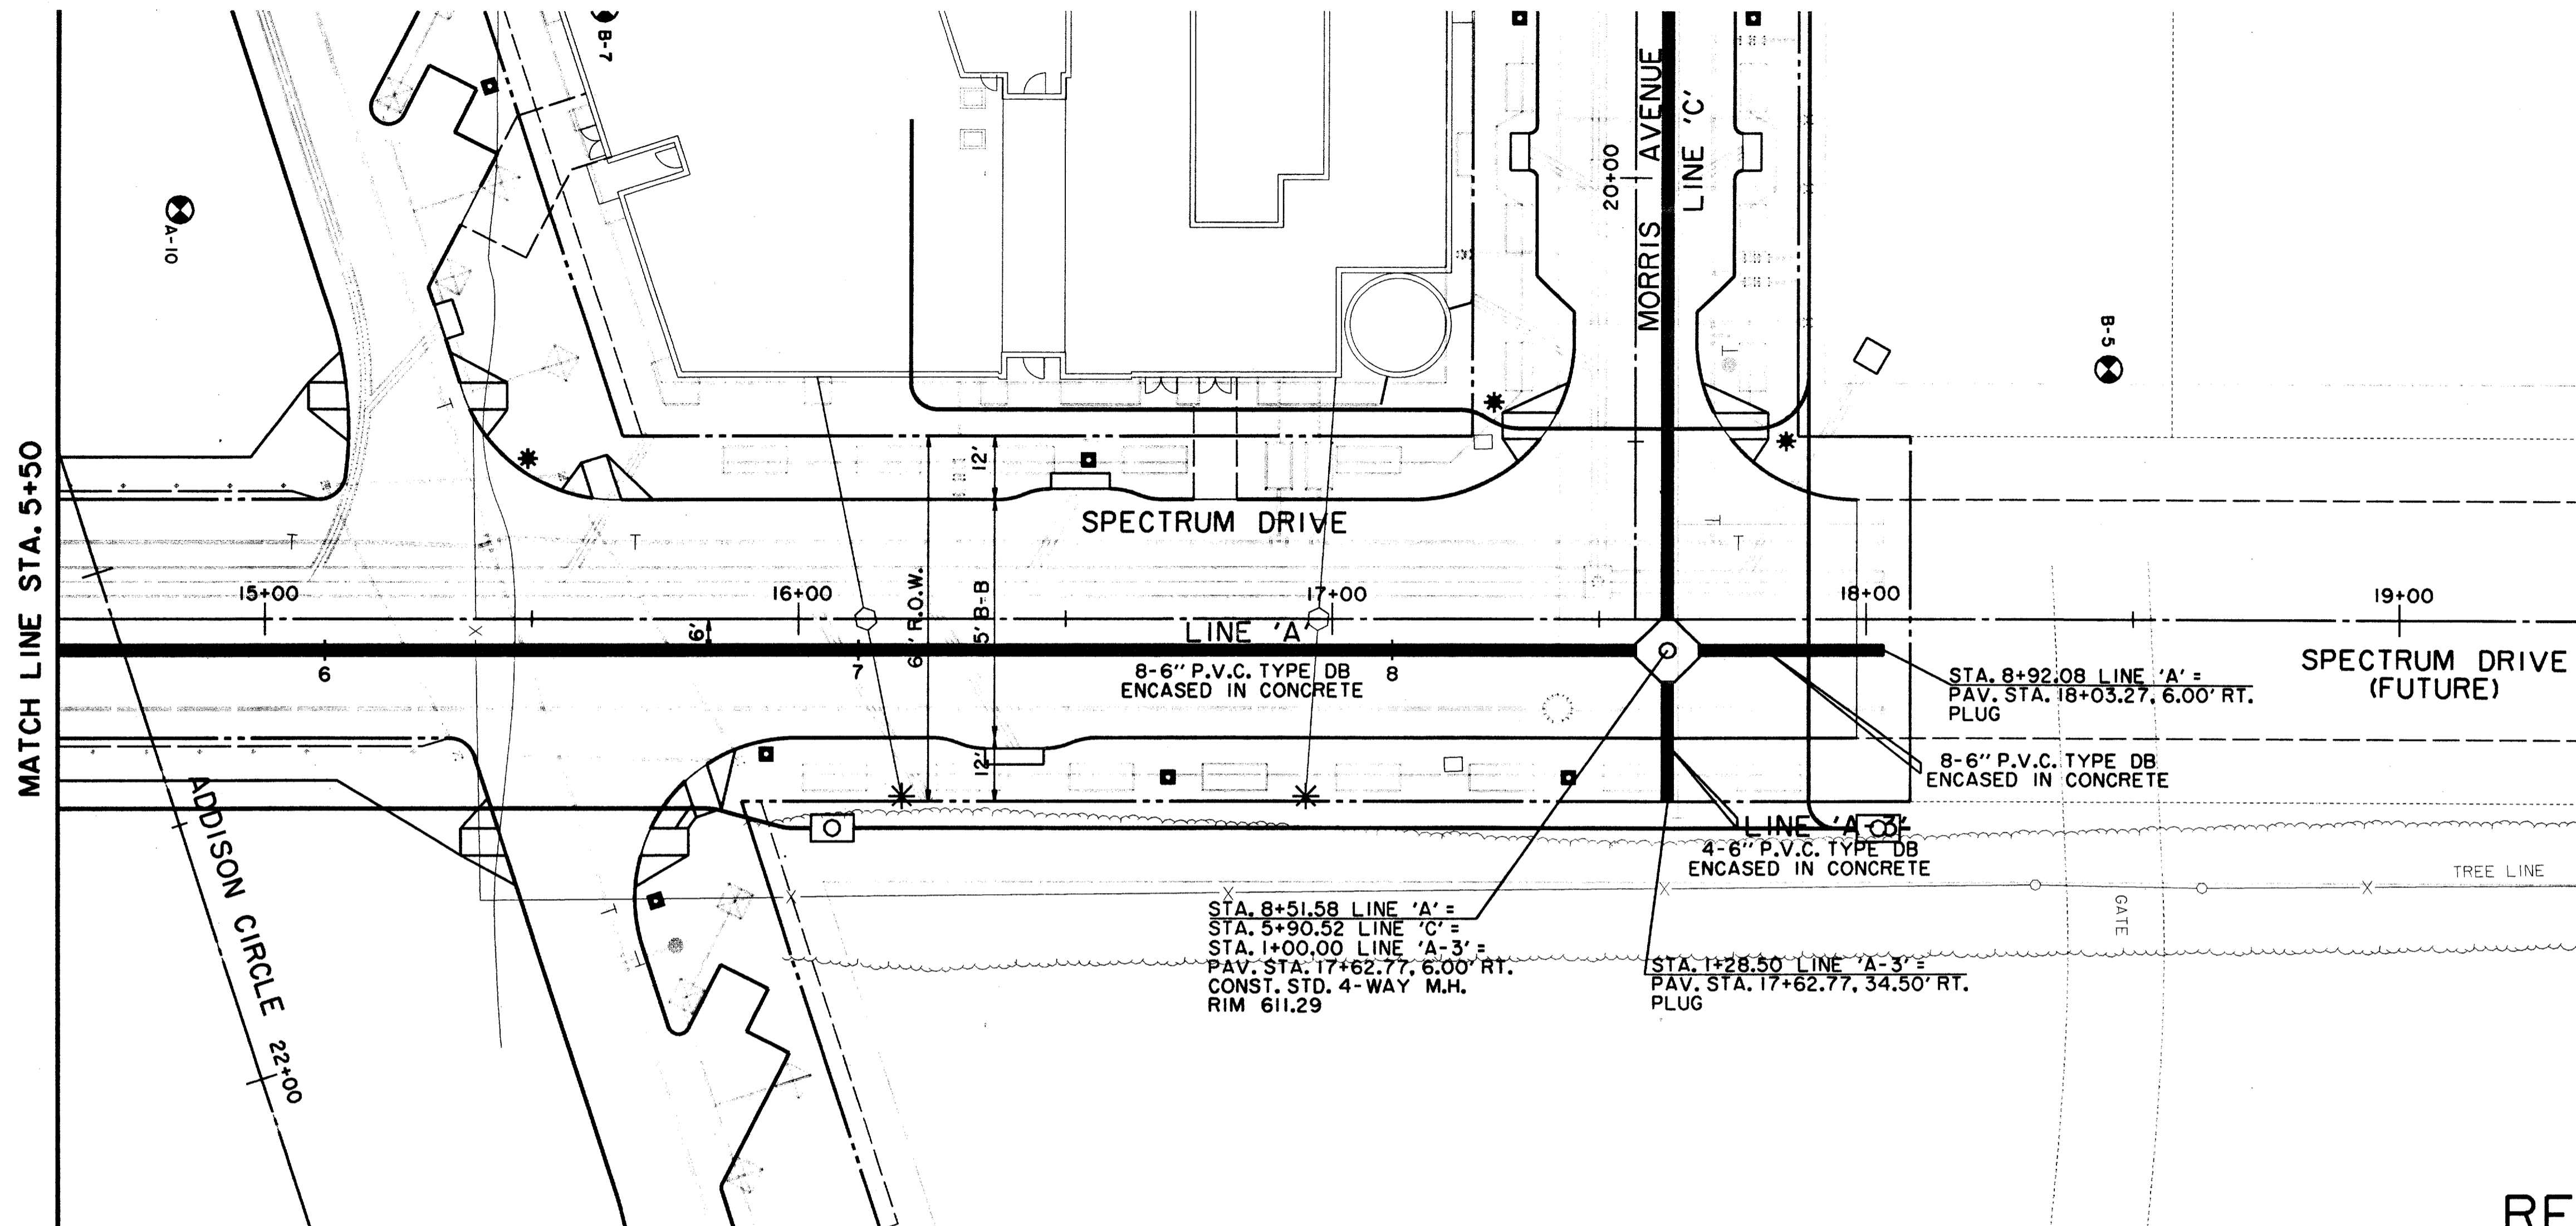 B-7
A-10
MATCH LINE STA. 5+50
MORRIS AVENUE
LINE 'C'
20+00
B-5
12'
SPECTRUM DRIVE
15+00
16+00
17+00
18+00
19+00
6'
R.O.W.
5' B-B
LINE 'A'
6
7
8
8-6" P.V.C. TYPE DB
ENCASED IN CONCRETE
SPECTRUM DRIVE
(FUTURE)
STA. 8+92.08 LINE 'A' =
PAV. STA. 18+03.27, 6.00' RT.
PLUG
8-6" P.V.C. TYPE DB
ENCASED IN CONCRETE
12'
LINE 'A-3'
4-6" P.V.C. TYPE DB
ENCASED IN CONCRETE
TREE LINE
GATE
ADDISON CIRCLE
22+00
STA. 8+51.58 LINE 'A' =
STA. 5+90.52 LINE 'C' =
STA. 1+00.00 LINE 'A-3' =
PAV. STA. 17+62.77, 6.00' RT.
CONST. STD. 4-WAY M.H.
RIM 611.29
STA. 1+28.50 LINE 'A-3' =
PAV. STA. 17+62.77, 34.50' RT.
PLUG